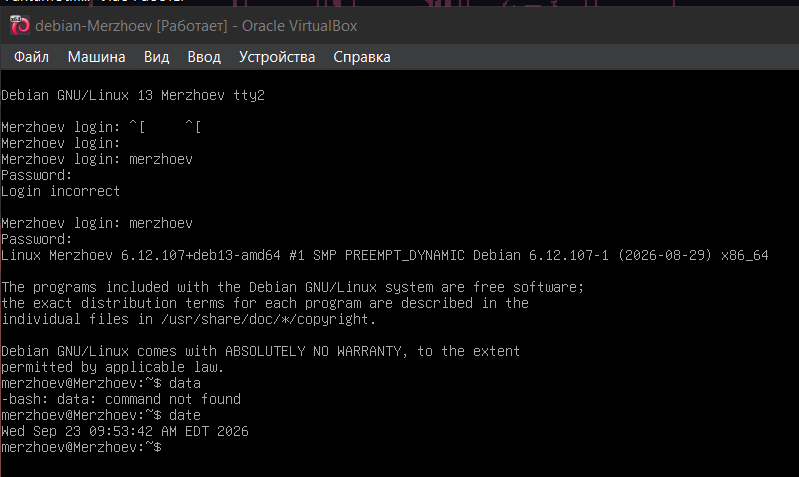 debian-Merzhoev [Работает] - Oracle VirtualBox
Файл Машина Вид Ввод Устройства Справка
Debian GNU/Linux 13 Merzhoev tty2
Merzhoev login: ^[     ^[
Merzhoev login:
Merzhoev login: merzhoev
Password:
Login incorrect
Merzhoev login: merzhoev
Password:
Linux Merzhoev 6.12.107+deb13-amd64 #1 SMP PREEMPT_DYNAMIC Debian 6.12.107-1 (2026-08-29) x86_64
The programs included with the Debian GNU/Linux system are free software;
the exact distribution terms for each program are described in the
individual files in /usr/share/doc/*/copyright.
Debian GNU/Linux comes with ABSOLUTELY NO WARRANTY, to the extent
permitted by applicable law.
merzhoev@Merzhoev:~$ data
-bash: data: command not found
merzhoev@Merzhoev:~$ date
Wed Sep 23 09:53:42 AM EDT 2026
merzhoev@Merzhoev:~$